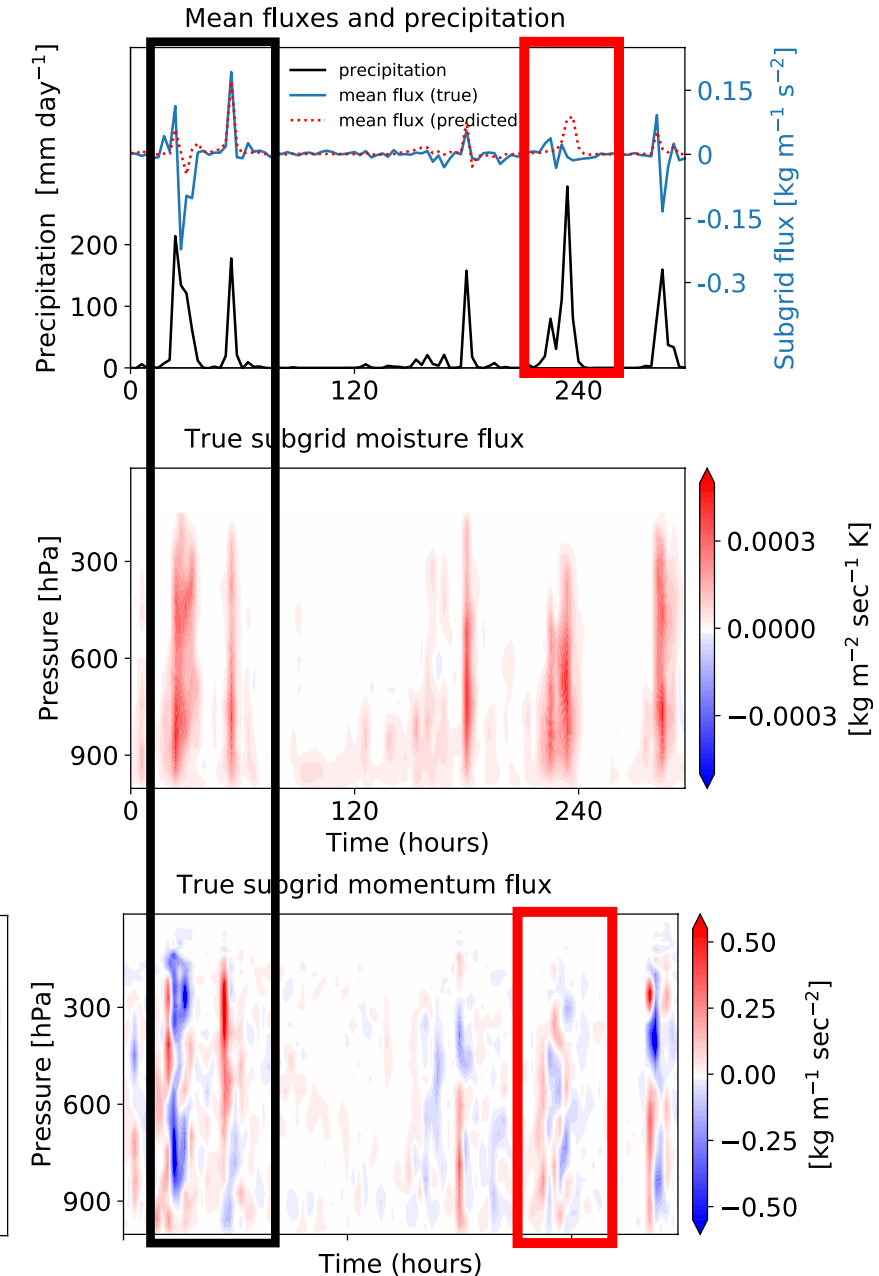 Mean fluxes and precipitation
Precipitation [mm day⁻¹]
200
100
0
precipitation
mean flux (true)
mean flux (predicted)
0.15
0
-0.15
-0.3
Subgrid flux [kg m⁻¹ s⁻²]
0
120
240
True subgrid moisture flux
Pressure [hPa]
300
600
900
0.0003
0.0000
−0.0003
[kg m⁻² sec⁻¹ K]
0
120
240
Time (hours)
True subgrid momentum flux
Pressure [hPa]
300
600
900
0.50
0.25
0.00
−0.25
−0.50
[kg m⁻¹ sec⁻²]
Time (hours)